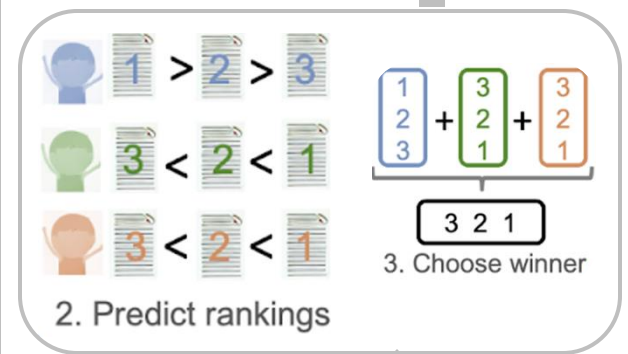 1 > 2 > 3
3 < 2 < 1
3 < 2 < 1
2. Predict rankings
1 3 3
2 + 2 + 2
3 1 1
3 2 1
3. Choose winner